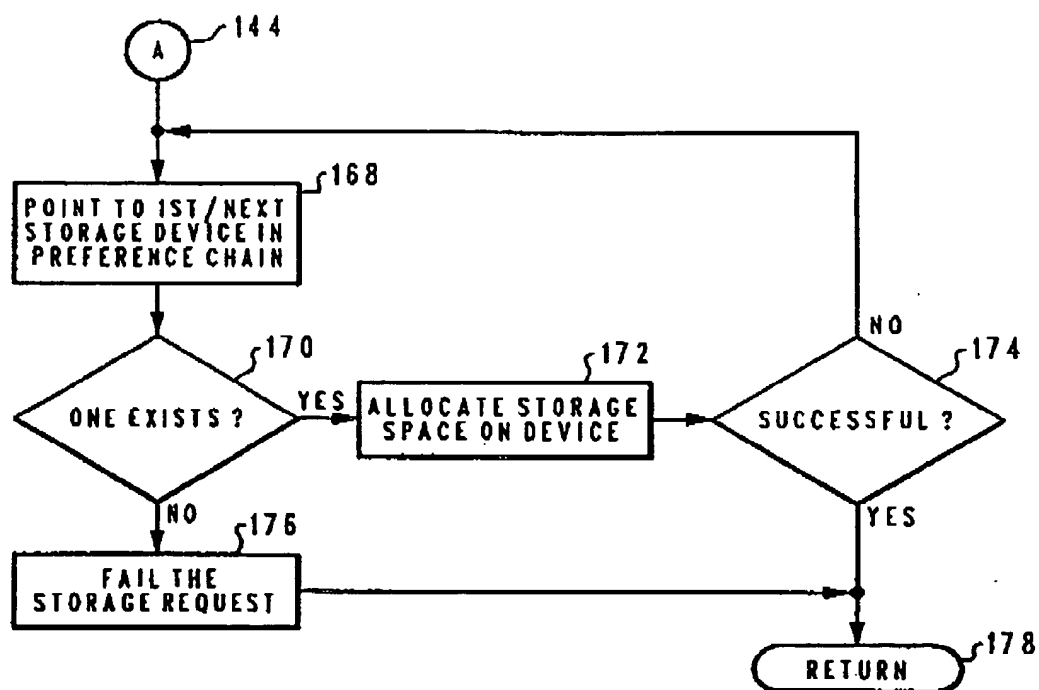 A
144
POINT TO 1ST/NEXT
STORAGE DEVICE IN
PREFERENCE CHAIN
168
ONE EXISTS ?
170
YES
NO
ALLOCATE STORAGE
SPACE ON DEVICE
172
SUCCESSFUL ?
174
NO
YES
FAIL THE
STORAGE REQUEST
176
RETURN
178